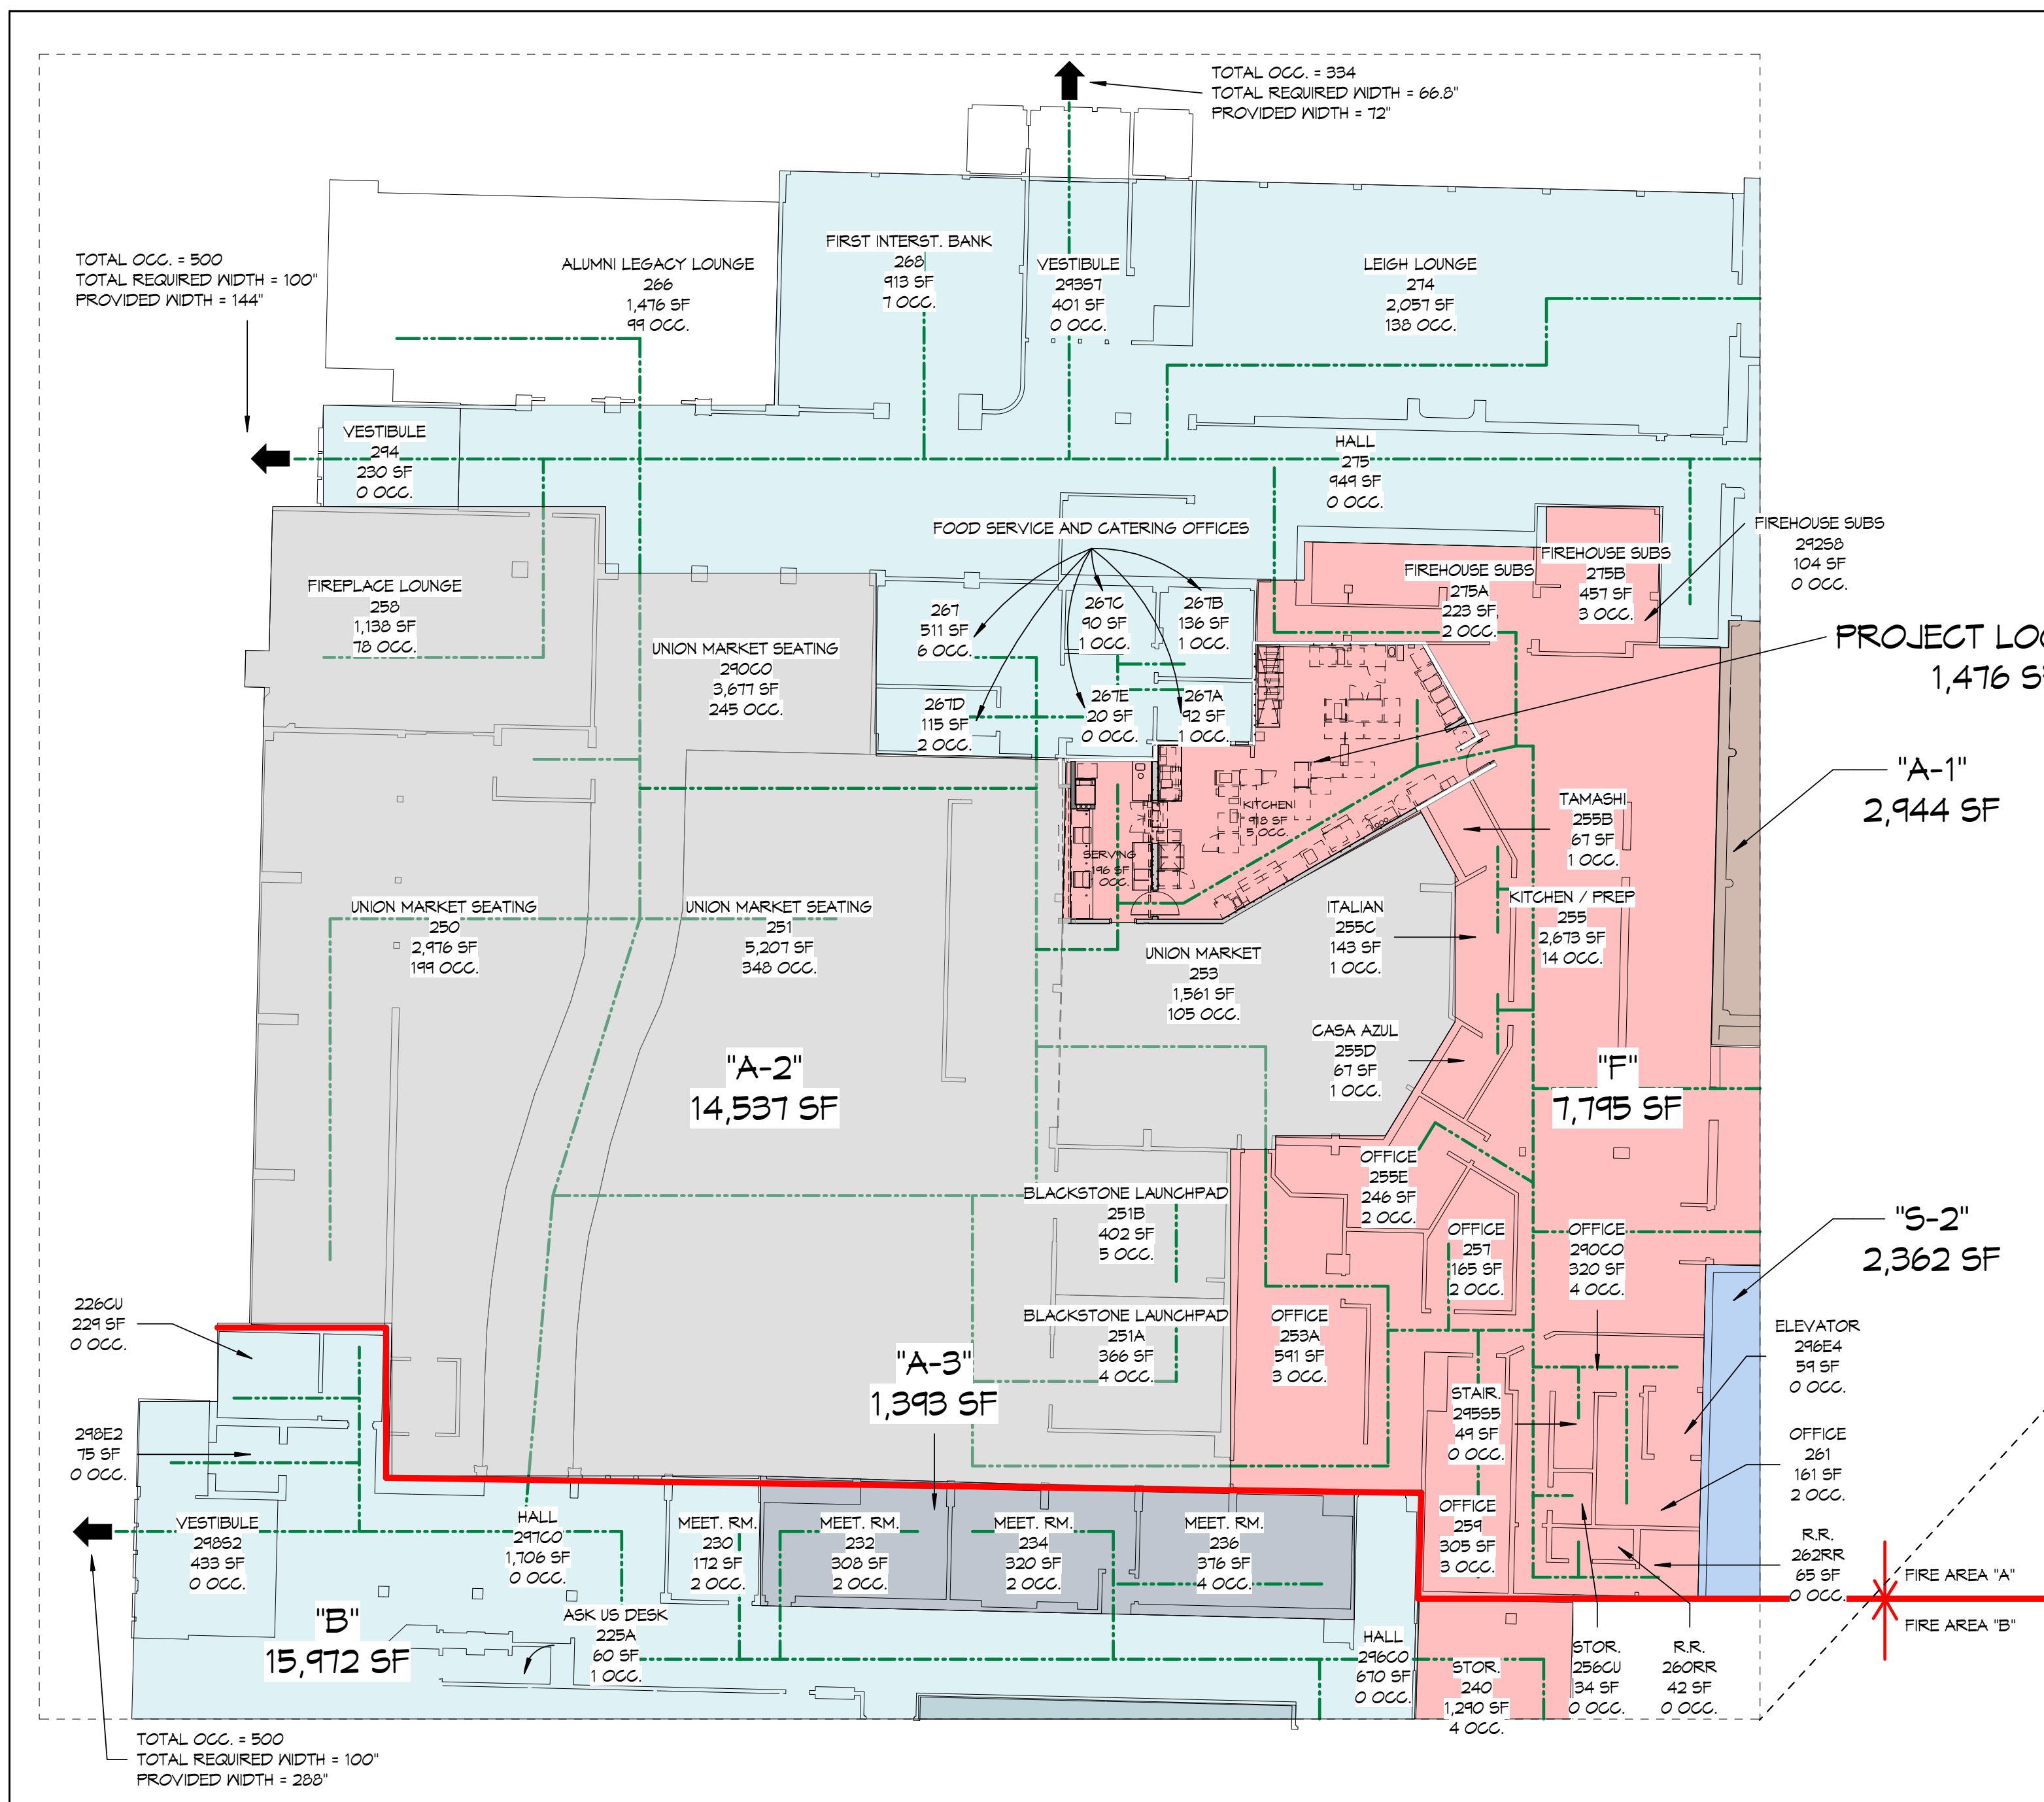 TOTAL OCC. = 334
TOTAL REQUIRED WIDTH = 66.8"
PROVIDED WIDTH = 72"
TOTAL OCC. = 500
TOTAL REQUIRED WIDTH = 100"
PROVIDED WIDTH = 144"
ALUMNI LEGACY LOUNGE
266
1,476 SF
99 OCC.
FIRST INTERST. BANK
268
913 SF
7 OCC.
VESTIBULE
293S7
401 SF
0 OCC.
LEIGH LOUNGE
274
2,057 SF
138 OCC.
VESTIBULE
294
230 SF
0 OCC.
HALL
275
949 SF
0 OCC.
FOOD SERVICE AND CATERING OFFICES
FIREHOUSE SUBS
292S8
104 SF
0 OCC.
FIREHOUSE SUBS
275B
457 SF
3 OCC.
FIREHOUSE SUBS
275A
223 SF
2 OCC.
FIREPLACE LOUNGE
258
1,138 SF
78 OCC.
UNION MARKET SEATING
290C0
3,677 SF
245 OCC.
267
511 SF
6 OCC.
267C
90 SF
1 OCC.
267B
136 SF
1 OCC.
267D
115 SF
2 OCC.
267E
20 SF
0 OCC.
267A
92 SF
1 OCC.
PROJECT LOC
1,476 SF
"A-1"
2,944 SF
KITCHEN
918 SF
5 OCC.
SERVING
196 SF
OCC.
TAMASHI
255B
67 SF
1 OCC.
KITCHEN / PREP
255
2,673 SF
14 OCC.
ITALIAN
255C
143 SF
1 OCC.
UNION MARKET SEATING
250
2,976 SF
199 OCC.
UNION MARKET SEATING
251
5,207 SF
348 OCC.
UNION MARKET
253
1,561 SF
105 OCC.
CASA AZUL
255D
67 SF
1 OCC.
"A-2"
14,537 SF
"F"
7,795 SF
OFFICE
255E
246 SF
2 OCC.
BLACKSTONE LAUNCHPAD
251B
402 SF
5 OCC.
OFFICE
257
165 SF
2 OCC.
OFFICE
290C0
320 SF
4 OCC.
"S-2"
2,362 SF
226CU
229 SF
0 OCC.
BLACKSTONE LAUNCHPAD
251A
366 SF
4 OCC.
OFFICE
253A
591 SF
3 OCC.
ELEVATOR
296E4
59 SF
0 OCC.
"A-3"
1,393 SF
STAIR.
295S5
49 SF
0 OCC.
298E2
75 SF
0 OCC.
OFFICE
261
161 SF
2 OCC.
VESTIBULE
298S2
433 SF
0 OCC.
HALL
297C0
1,706 SF
0 OCC.
MEET. RM.
230
172 SF
2 OCC.
MEET. RM.
232
308 SF
2 OCC.
MEET. RM.
234
320 SF
2 OCC.
MEET. RM.
236
376 SF
4 OCC.
OFFICE
259
305 SF
3 OCC.
R.R.
262RR
65 SF
0 OCC.
FIRE AREA "A"
FIRE AREA "B"
"B"
15,972 SF
ASK US DESK
225A
60 SF
1 OCC.
HALL
296C0
670 SF
0 OCC.
STOR.
240
1,290 SF
4 OCC.
STOR.
256CU
34 SF
0 OCC.
R.R.
260RR
42 SF
0 OCC.
TOTAL OCC. = 500
TOTAL REQUIRED WIDTH = 100"
PROVIDED WIDTH = 288"